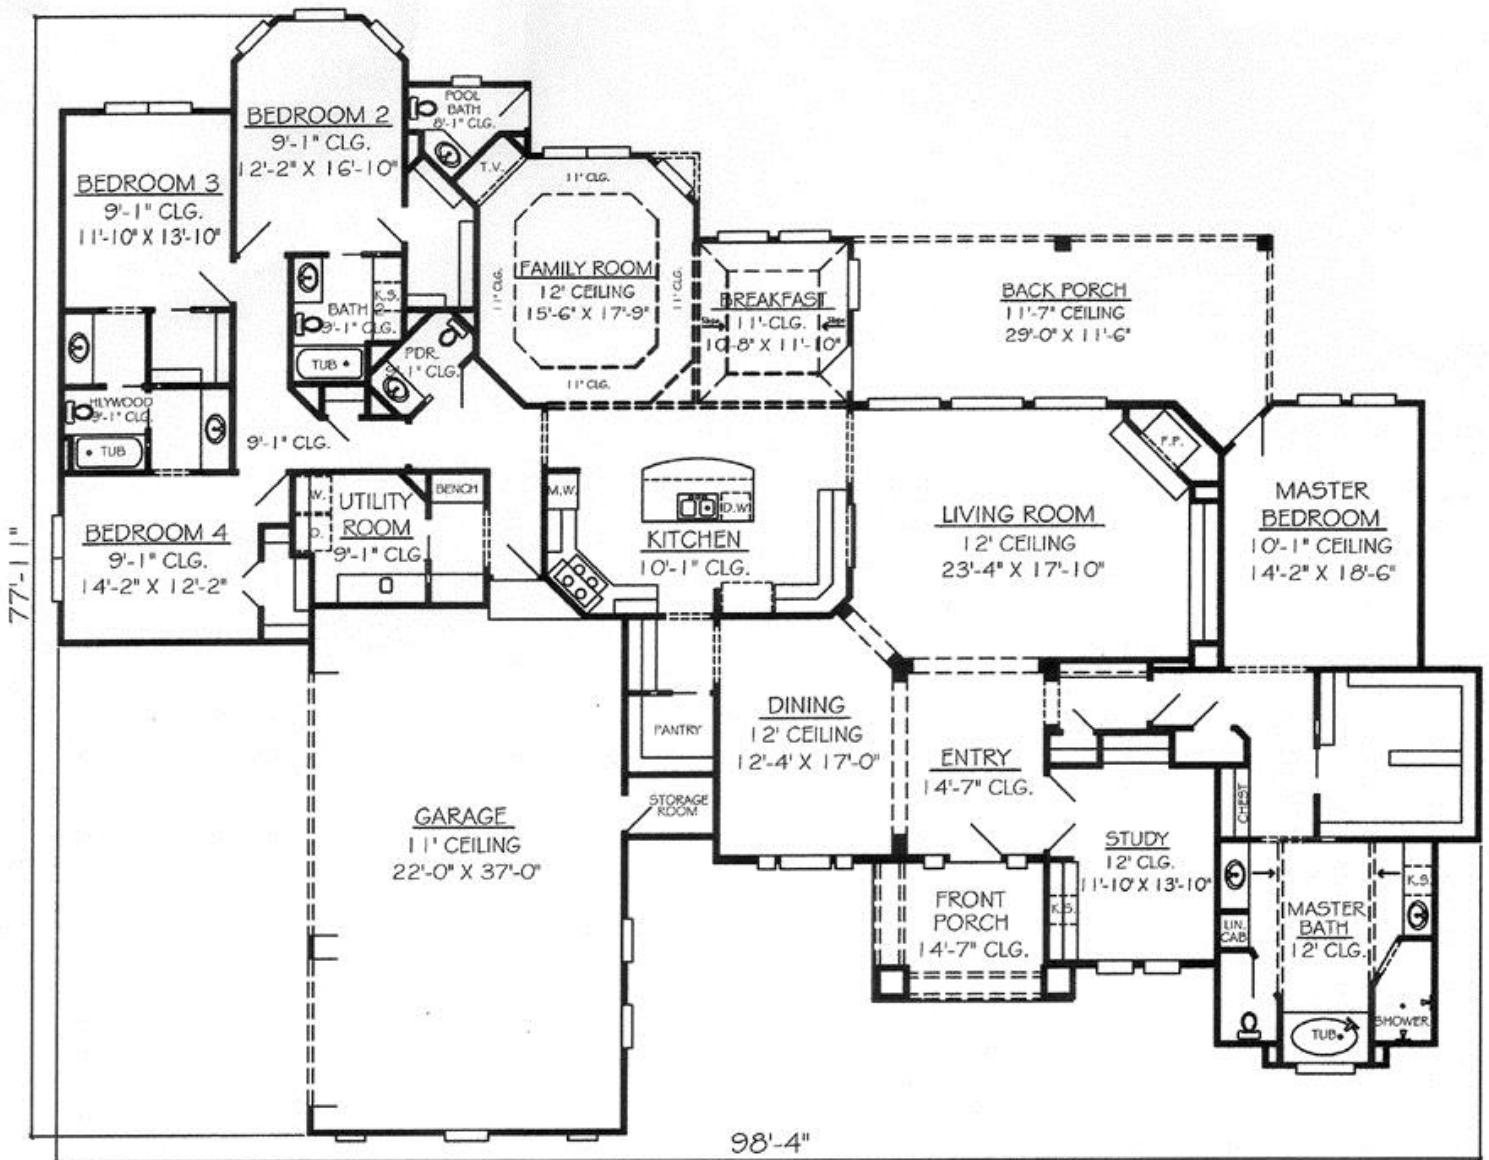 BEDROOM 2
9'-1" CLG.
12'-2" X 16'-10"
POOL
BATH
8'-1" CLG.
T.V.
BEDROOM 3
9'-1" CLG.
11'-10" X 13'-10"
11' CLG.
11' CLG.
FAMILY ROOM
12' CEILING
15'-6" X 17'-9"
11' CLG.
11' CLG.
BREAKFAST
11'-CLG.
10'-8" X 11'-10"
BACK PORCH
11'-7" CEILING
29'-0" X 11'-6"
K.S.
BATH 2
9'-1" CLG.
TUB
PDR.
9'-1" CLG.
HLYWOOD
9'-1" CLG
TUB
9'-1" CLG.
BEDROOM 4
9'-1" CLG.
14'-2" X 12'-2"
W.
D.
UTILITY
ROOM
9'-1" CLG
BENCH
M.W.
D.W
KITCHEN
10'-1" CLG.
LIVING ROOM
12' CEILING
23'-4" X 17'-10"
F.P.
MASTER
BEDROOM
10'-1" CEILING
14'-2" X 18'-6"
77'-11"
PANTRY
STORAGE
ROOM
DINING
12' CEILING
12'-4' X 17'-0"
ENTRY
14'-7" CLG.
GARAGE
11' CEILING
22'-0" X 37'-0"
CHEST
STUDY
12' CLG.
11'-10" X 13'-10"
K.S.
FRONT
PORCH
14'-7" CLG.
K.S.
LIN.
CAB
MASTER
BATH
12' CLG.
TUB
SHOWER
98'-4"